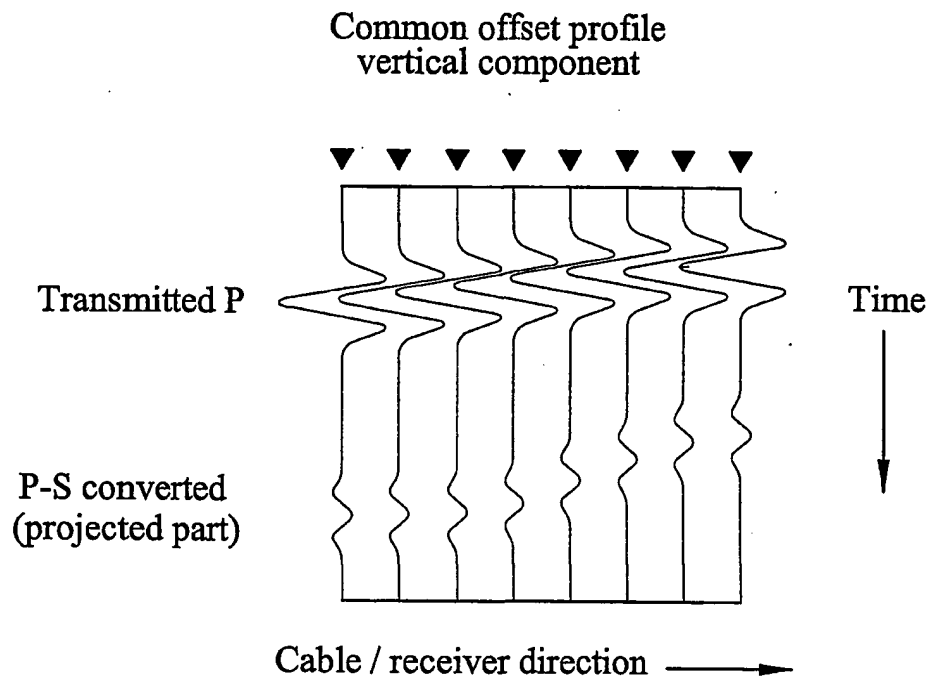 Common offset profile
vertical component
Transmitted P
Time
P-S converted
(projected part)
Cable / receiver direction